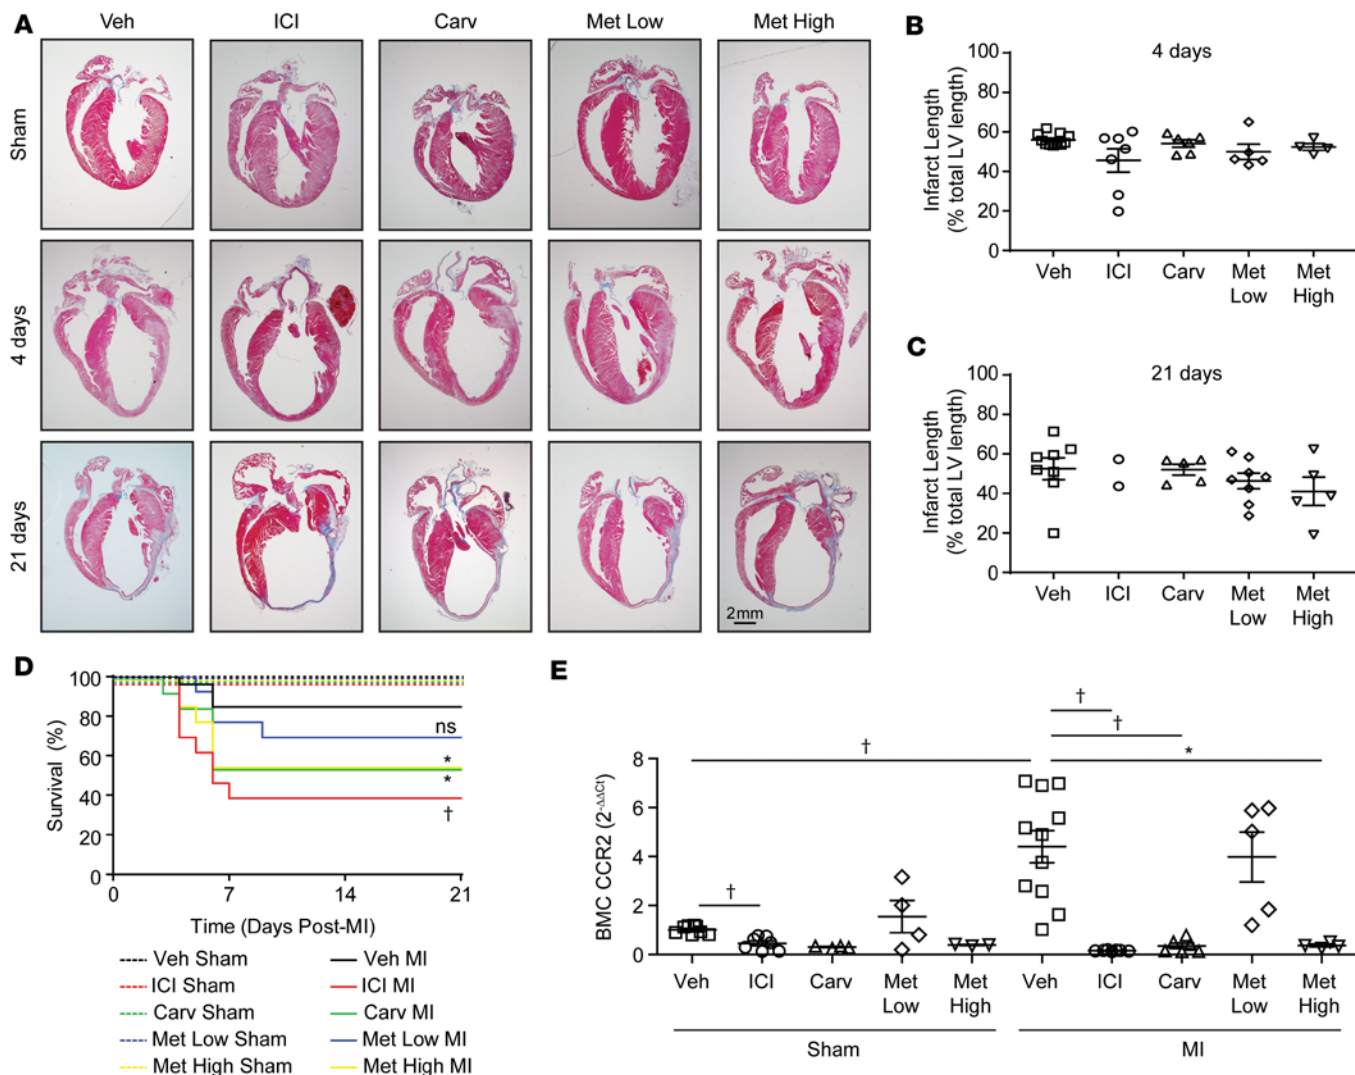 A
Veh ICI Carv Met Low Met High
Sham
4 days
21 days
2mm
B
4 days
Infarct Length
(% total LV length)
100
80
60
40
20
0
Veh ICI Carv Met Low Met High
C
21 days
Infarct Length
(% total LV length)
100
80
60
40
20
0
Veh ICI Carv Met Low Met High
D
Survival (%)
100
80
60
40
20
0
ns
*
*
†
0 7 14 21
Time (Days Post-MI)
Veh Sham Veh MI
ICI Sham ICI MI
Carv Sham Carv MI
Met Low Sham Met Low MI
Met High Sham Met High MI
E
BMC CCR2 (2-ΔΔCt)
8
6
4
2
0
†
†
†
†
*
Veh ICI Carv Met Low Met High Veh ICI Carv Met Low Met High
Sham MI